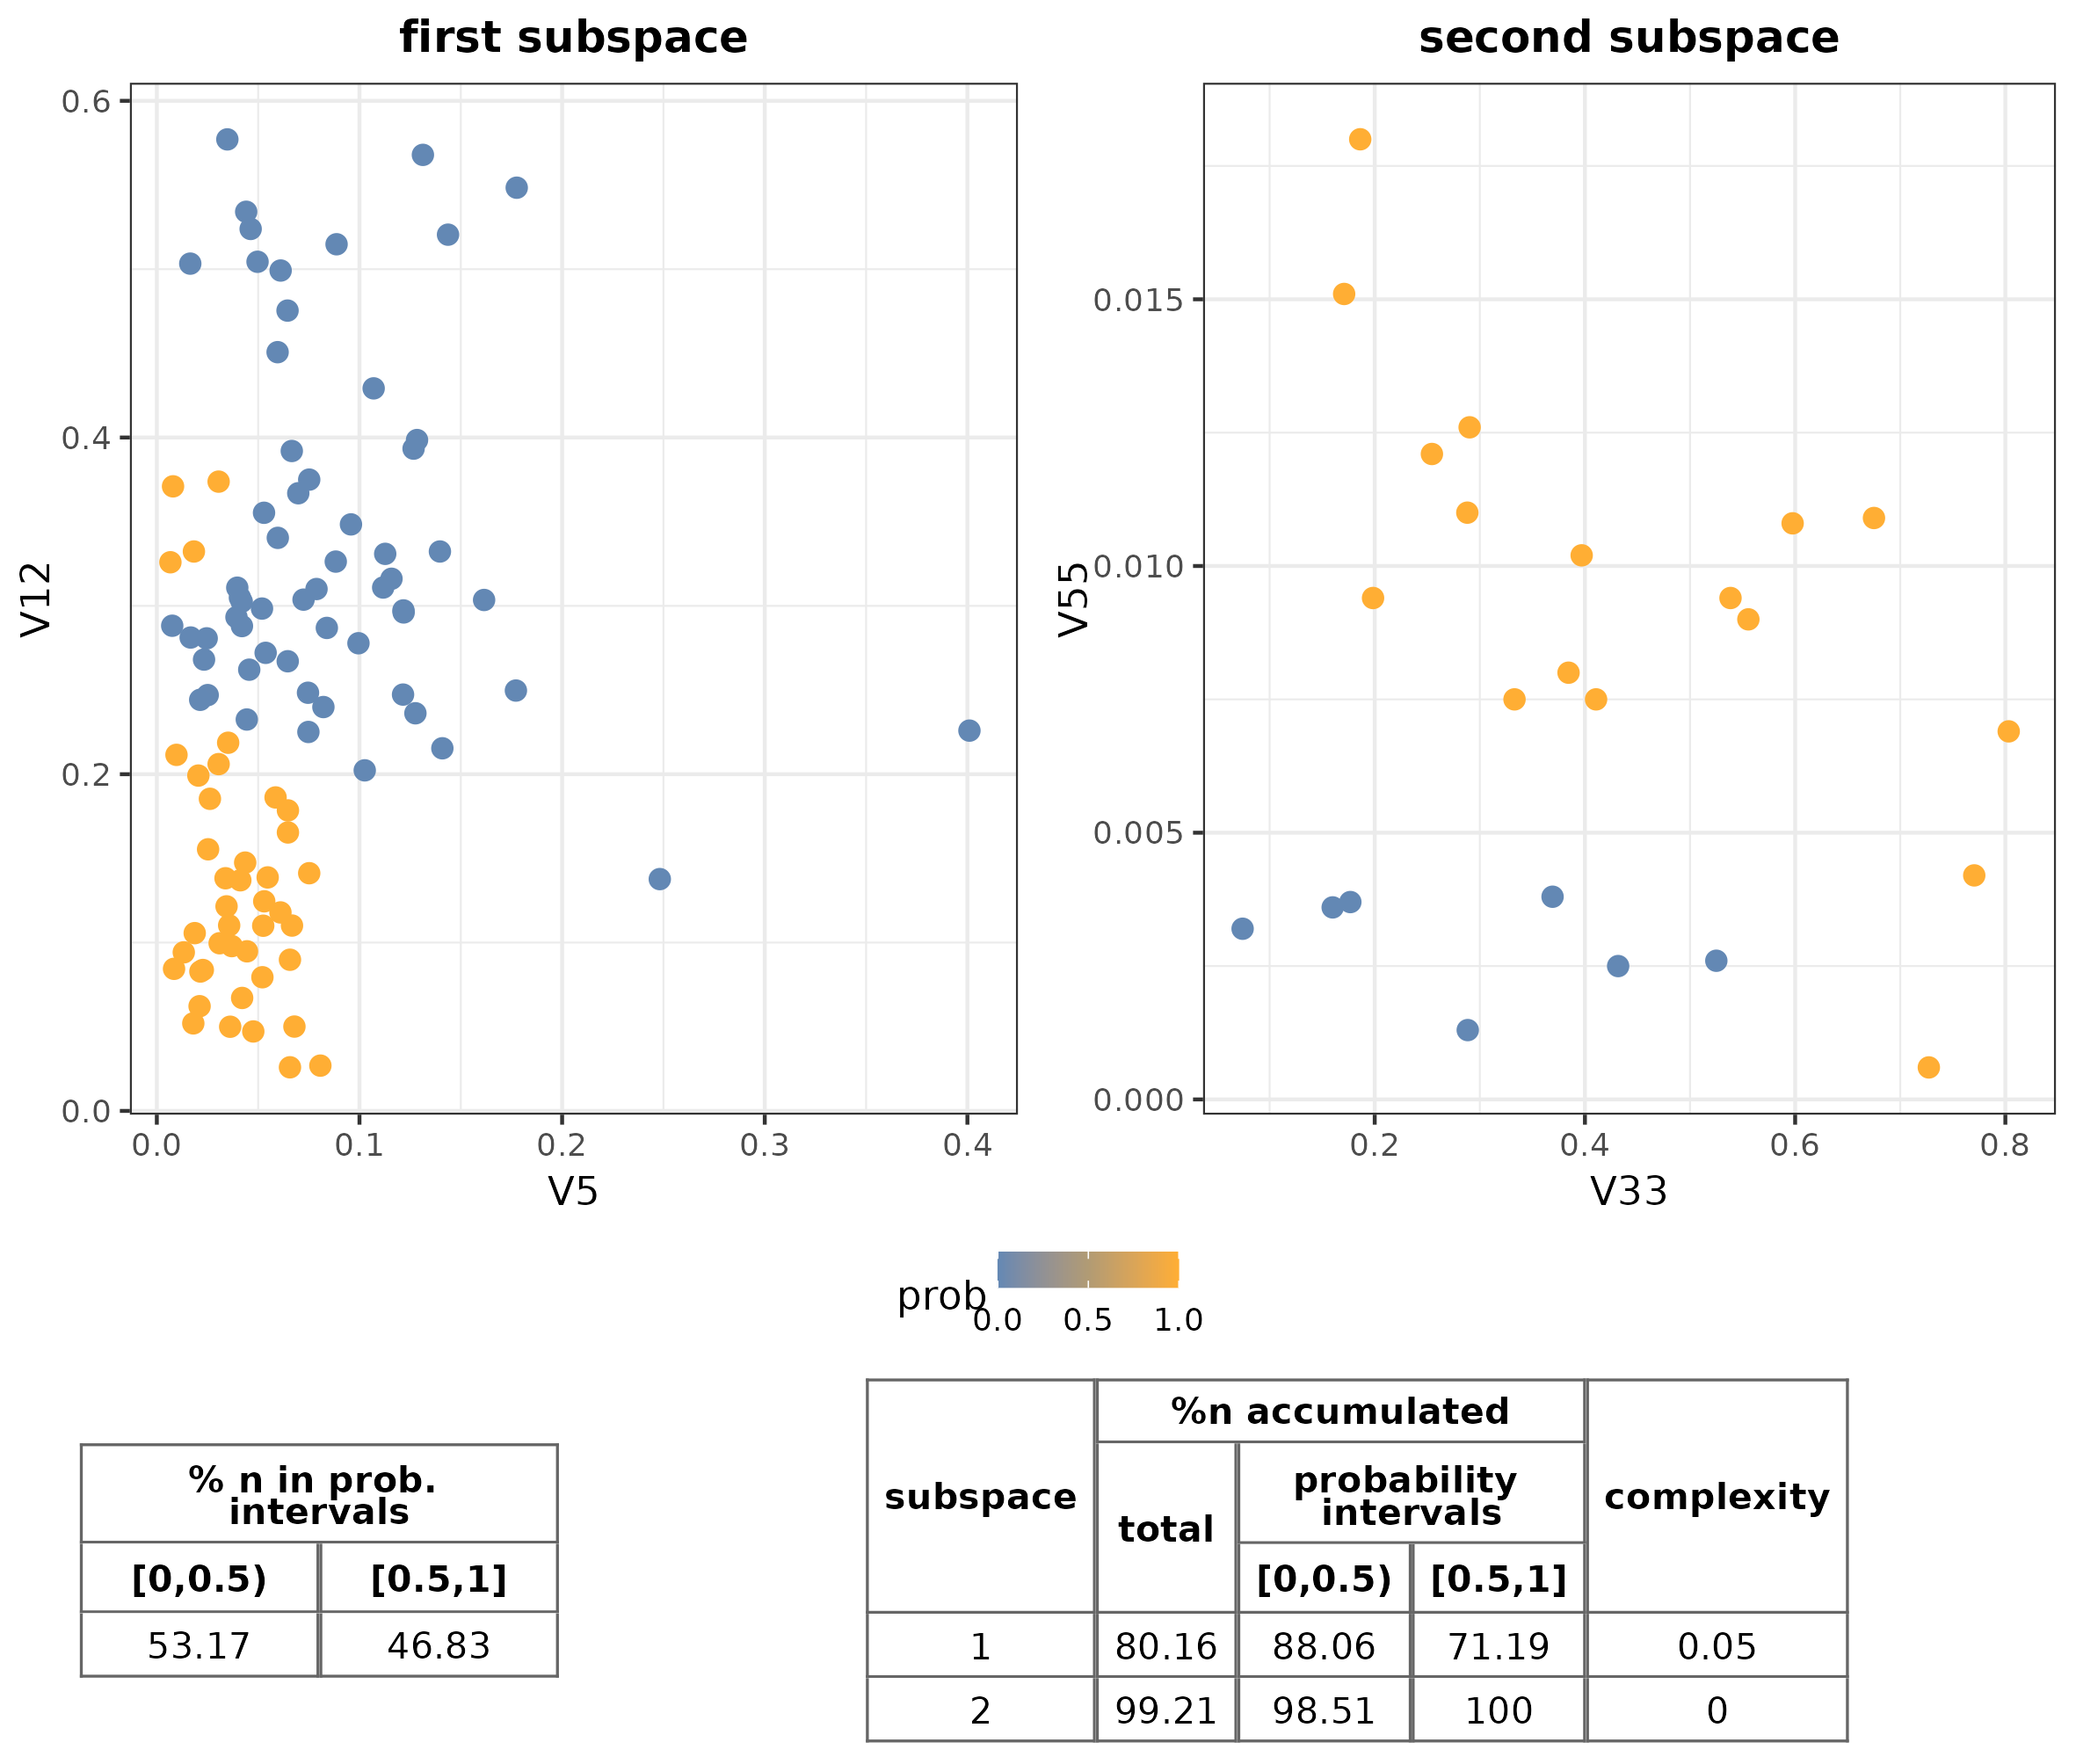 first subspace
second subspace
0.6
0.4
0.2
0.0
V12
0.0 0.1 0.2 0.3 0.4
V5
0.015
0.010
0.005
0.000
V55
0.2 0.4 0.6 0.8
V33
prob
0.0 0.5 1.0
% n in prob.
intervals
[0,0.5) [0.5,1]
53.17 46.83
%n accumulated
subspace total probability
intervals complexity
[0,0.5) [0.5,1]
1 80.16 88.06 71.19 0.05
2 99.21 98.51 100 0